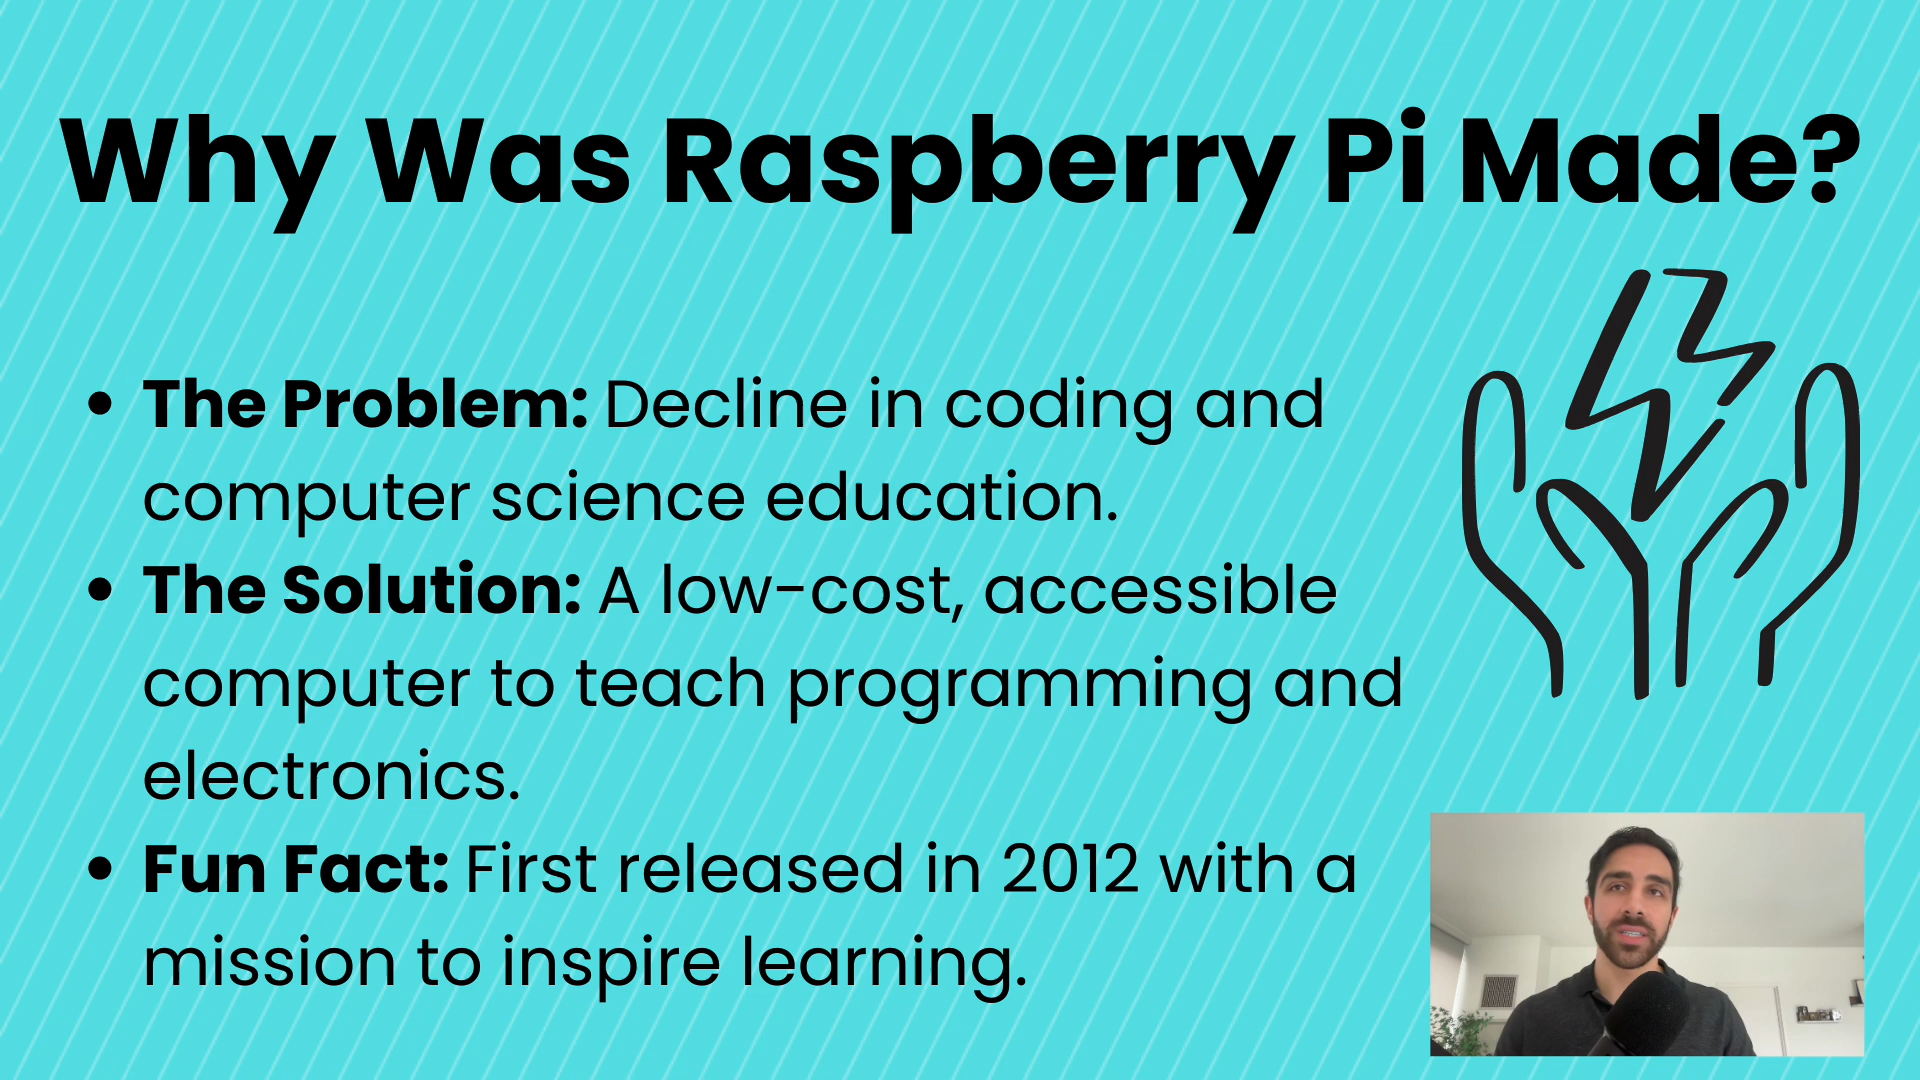 Why Was Raspberry Pi Made?
• The Problem: Decline in coding and
computer science education.
• The Solution: A low-cost, accessible
computer to teach programming and
electronics.
• Fun Fact: First released in 2012 with a
mission to inspire learning.